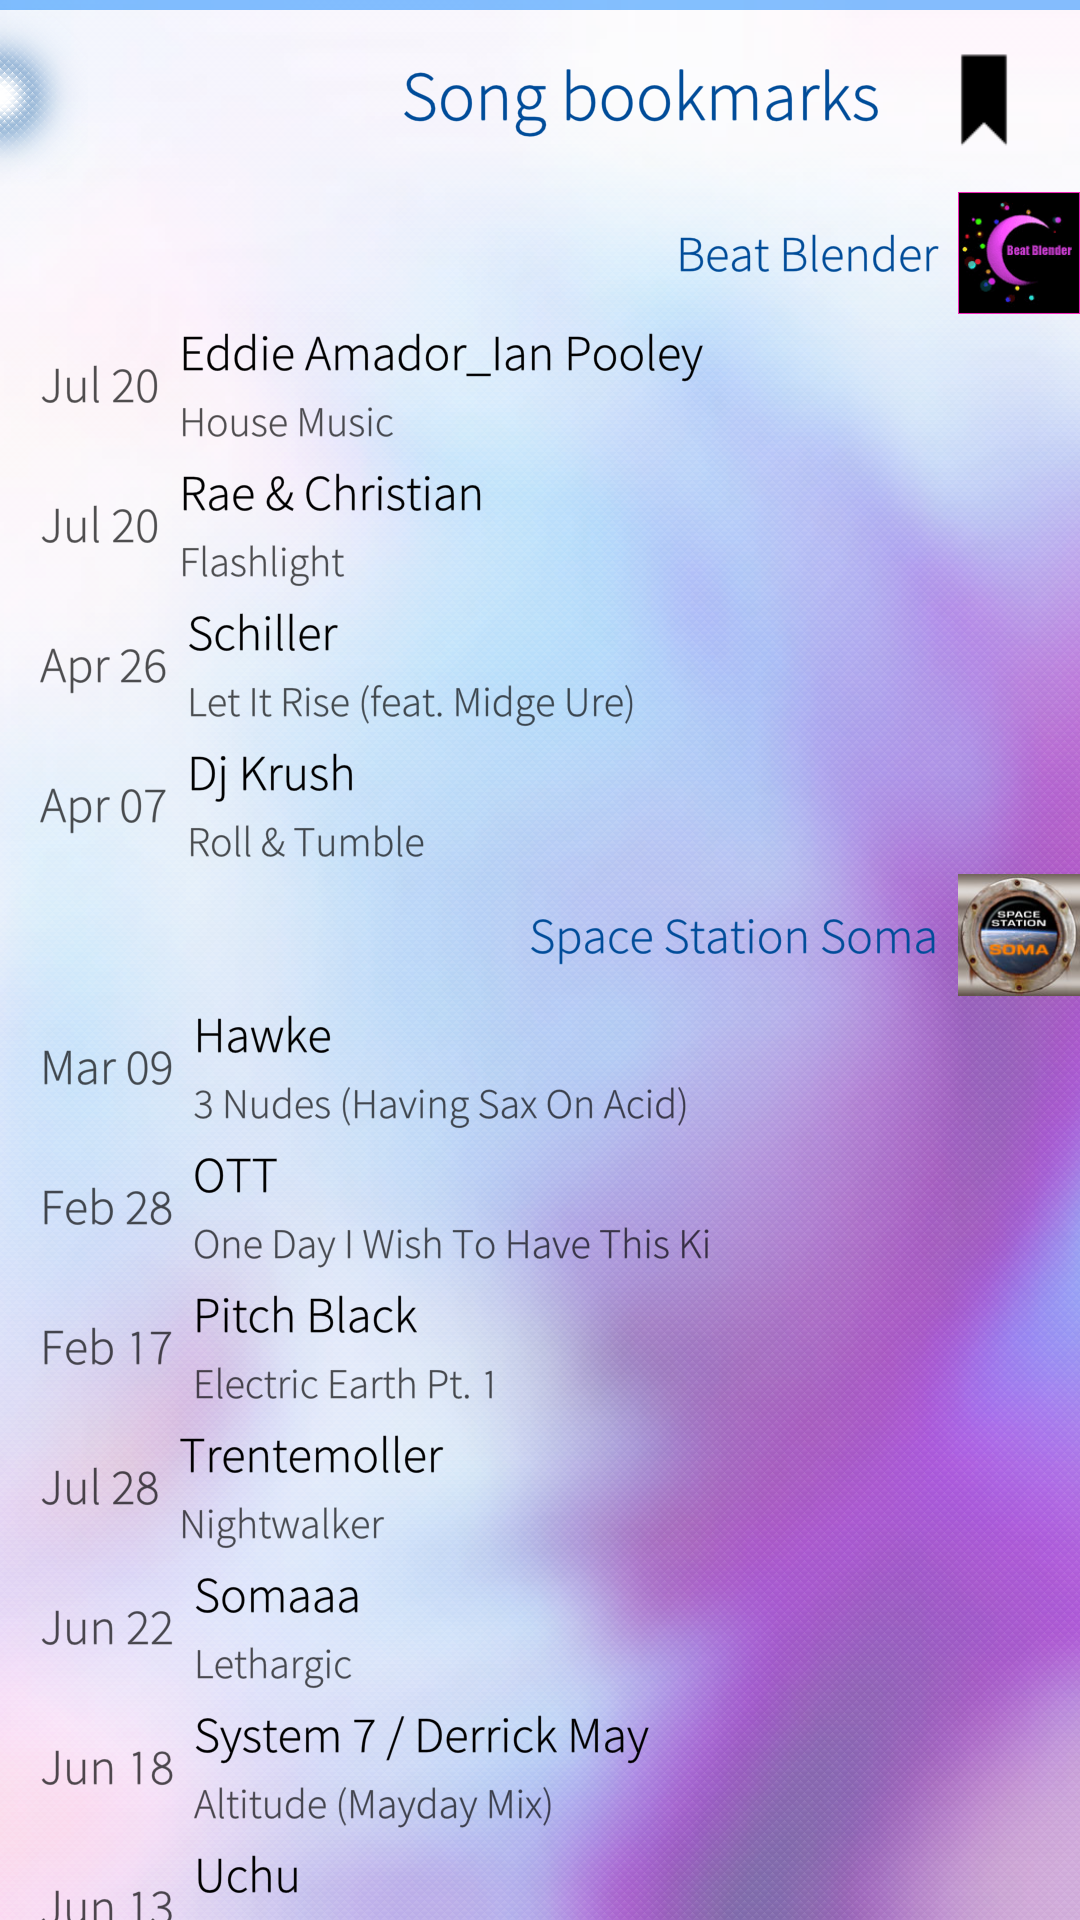 Song bookmarks
Beat Blender
Beat Blender
Jul 20
Eddie Amador_Ian Pooley
House Music
Jul 20
Rae & Christian
Flashlight
Apr 26
Schiller
Let It Rise (feat. Midge Ure)
Apr 07
Dj Krush
Roll & Tumble
Space Station Soma
SPACE
STATION
SOMA
Mar 09
Hawke
3 Nudes (Having Sax On Acid)
Feb 28
OTT
One Day I Wish To Have This Ki
Feb 17
Pitch Black
Electric Earth Pt. 1
Jul 28
Trentemoller
Nightwalker
Jun 22
Somaaa
Lethargic
Jun 18
System 7 / Derrick May
Altitude (Mayday Mix)
Jun 13
Uchu